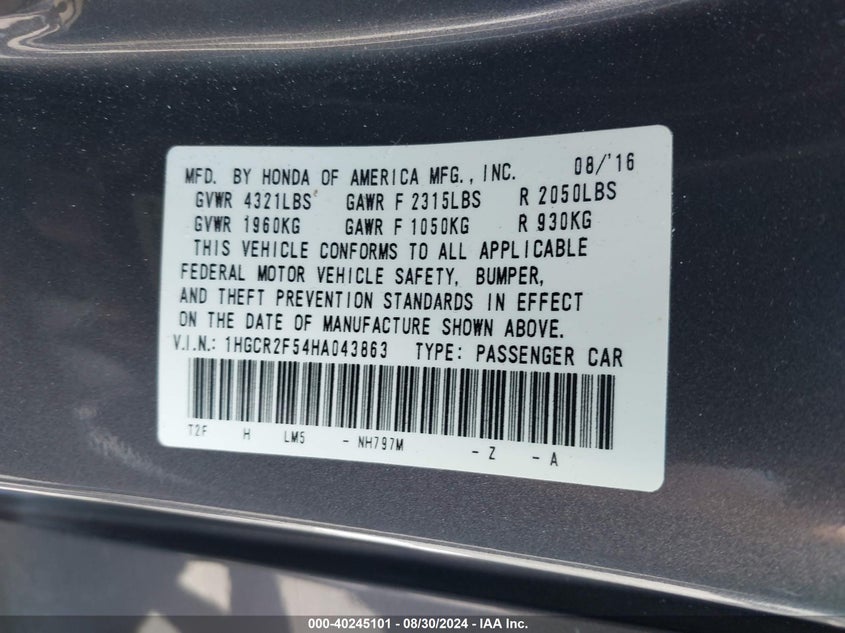 MFD. BY HONDA OF AMERICA MFG., INC. 08/'16
GVWR 4321LBS GAWR F 2315LBS R 2050LBS
GVWR 1960KG GAWR F 1050KG R 930KG
THIS VEHICLE CONFORMS TO ALL APPLICABLE
FEDERAL MOTOR VEHICLE SAFETY, BUMPER,
AND THEFT PREVENTION STANDARDS IN EFFECT
ON THE DATE OF MANUFACTURE SHOWN ABOVE.
V.I.N.: 1HGCR2F54HA043863 TYPE: PASSENGER CAR
T2F H LM5 - NH797M - Z - A
000-40245101 - 08/30/2024 - IAA Inc.